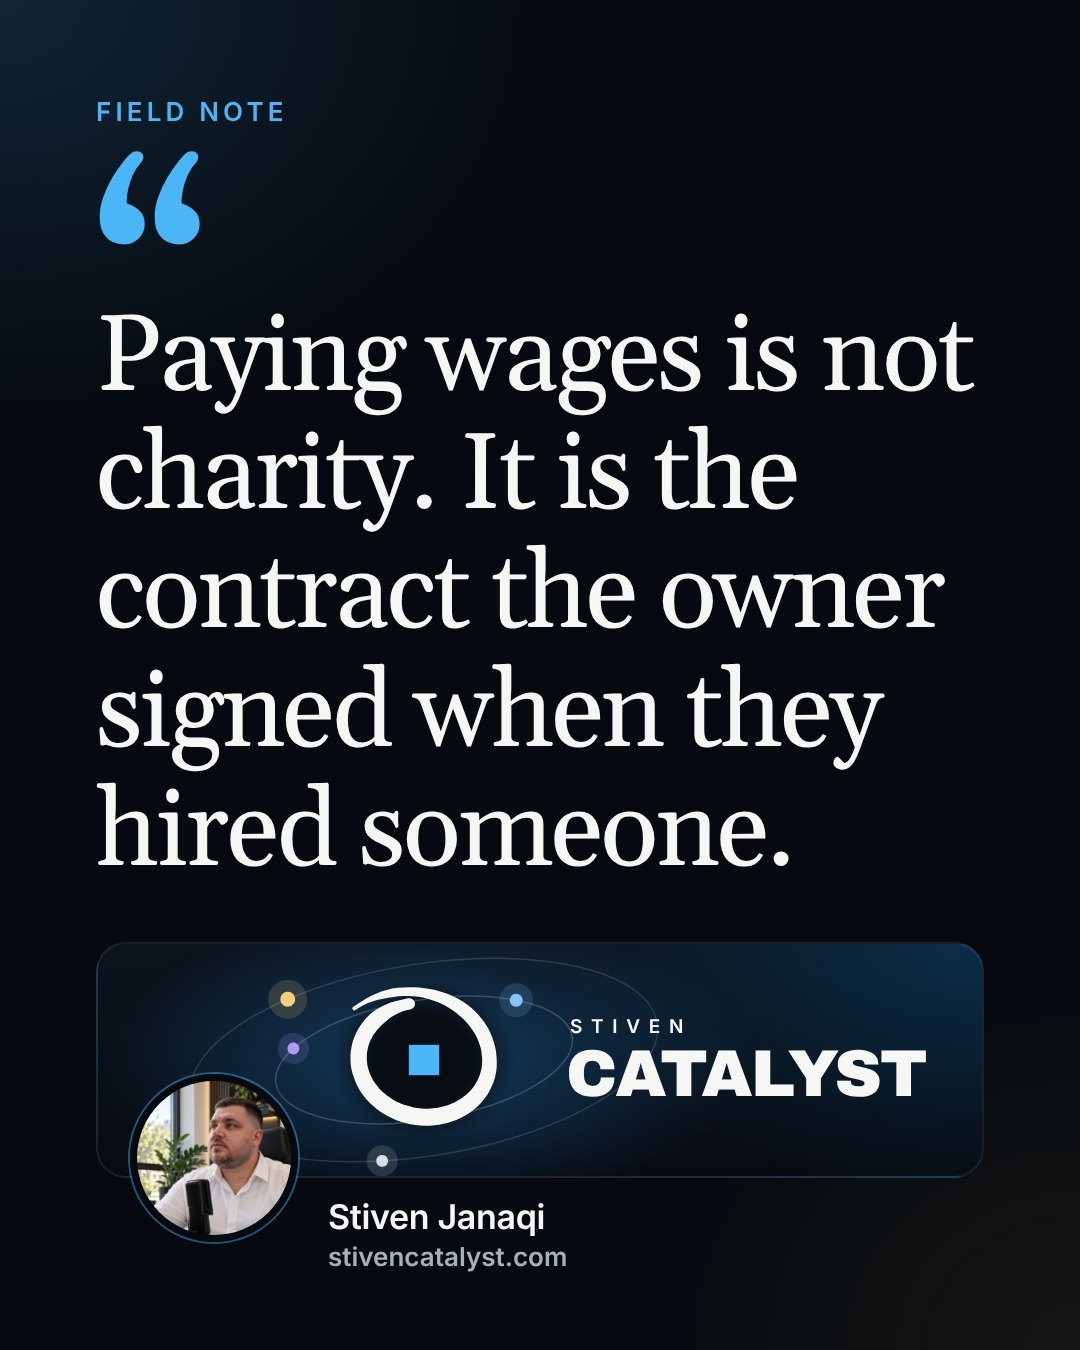 FIELD NOTE
“
Paying wages is not
charity. It is the
contract the owner
signed when they
hired someone.
STIVEN
CATALYST
Stiven Janaqi
stivencatalyst.com